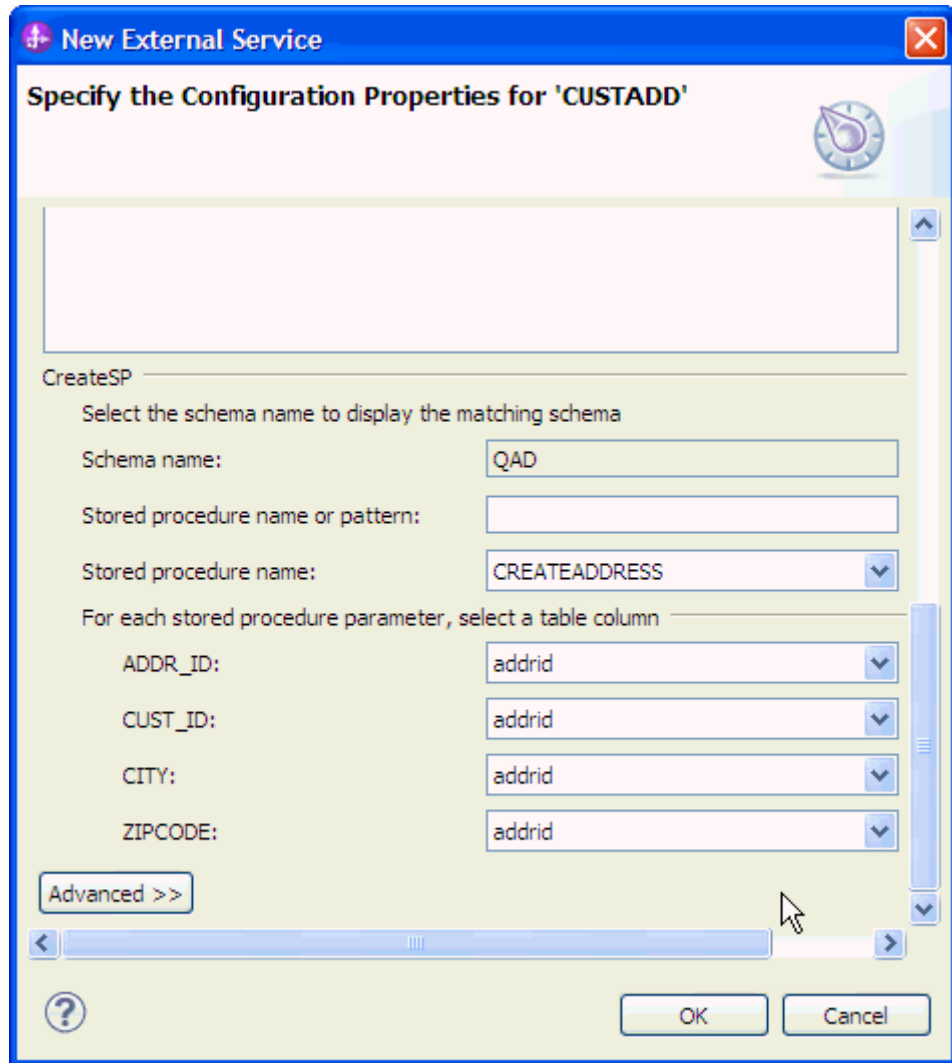 New External Service
Specify the Configuration Properties for 'CUSTADD'
CreateSP
Select the schema name to display the matching schema
Schema name: QAD
Stored procedure name or pattern:
Stored procedure name: CREATEADDRESS
For each stored procedure parameter, select a table column
ADDR_ID: addrid
CUST_ID: addrid
CITY: addrid
ZIPCODE: addrid
Advanced >>
?
OK Cancel